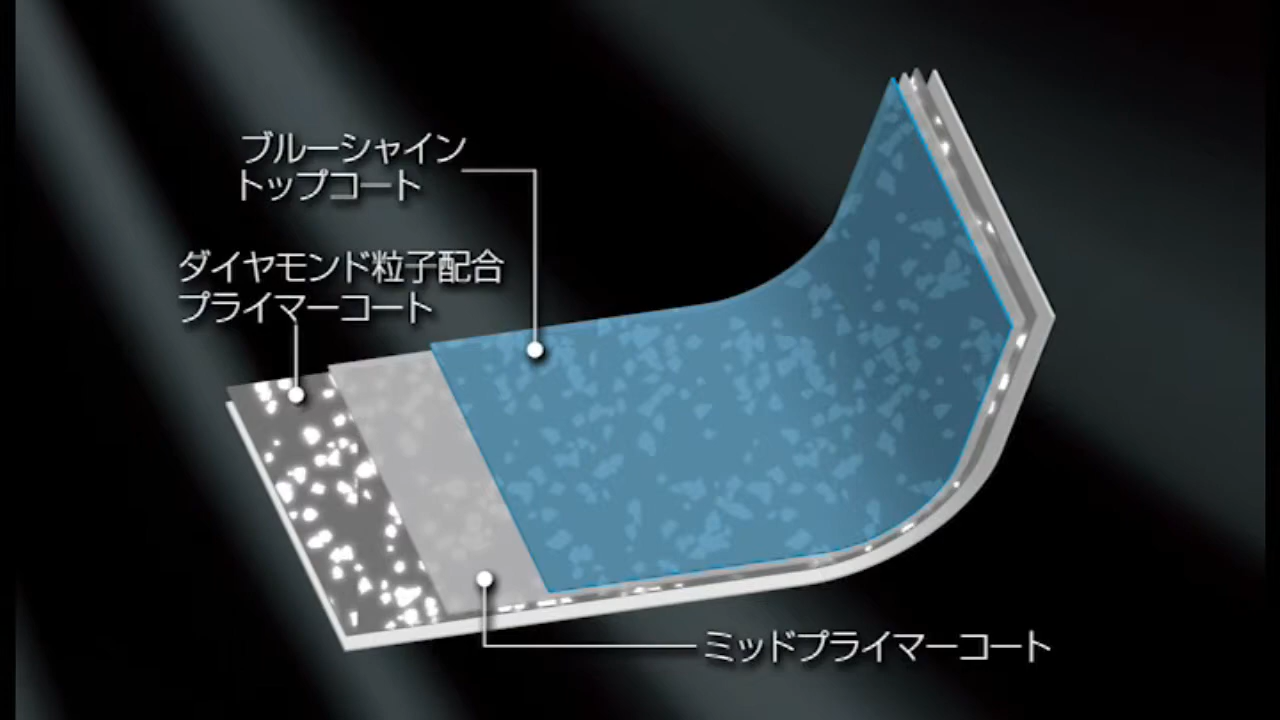 ブルーシャイン
トップコート
ダイヤモンド粒子配合
プライマーコート
ミッドプライマーコート